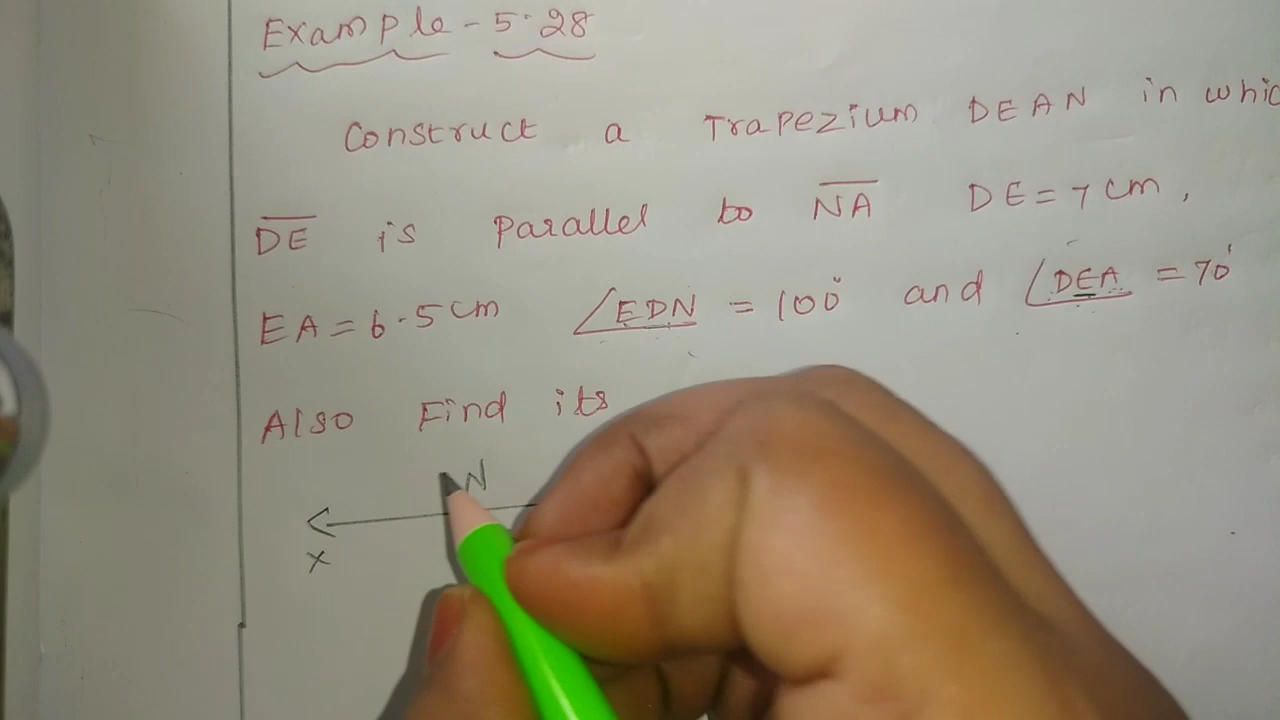 Example - 5.28
Construct a Trapezium DEAN in whic
DE is Parallel to NA DE = 7 cm,
EA = 6.5 cm ∠EDN = 100° and ∠DEA = 70°
Also Find its
N
X